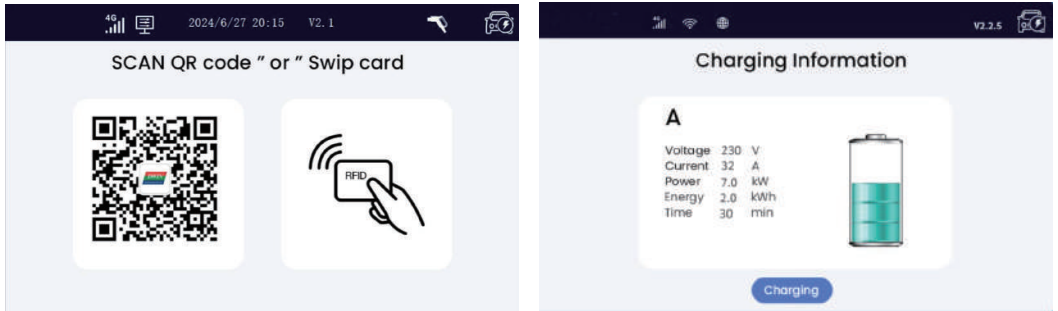 4G 2024/6/27 20:15 V2.1
SCAN QR code " or " Swip card
RFID
V2.2.5
Charging Information
A
Voltage 230 V
Current 32 A
Power 7.0 kW
Energy 2.0 kWh
Time 30 min
Charging